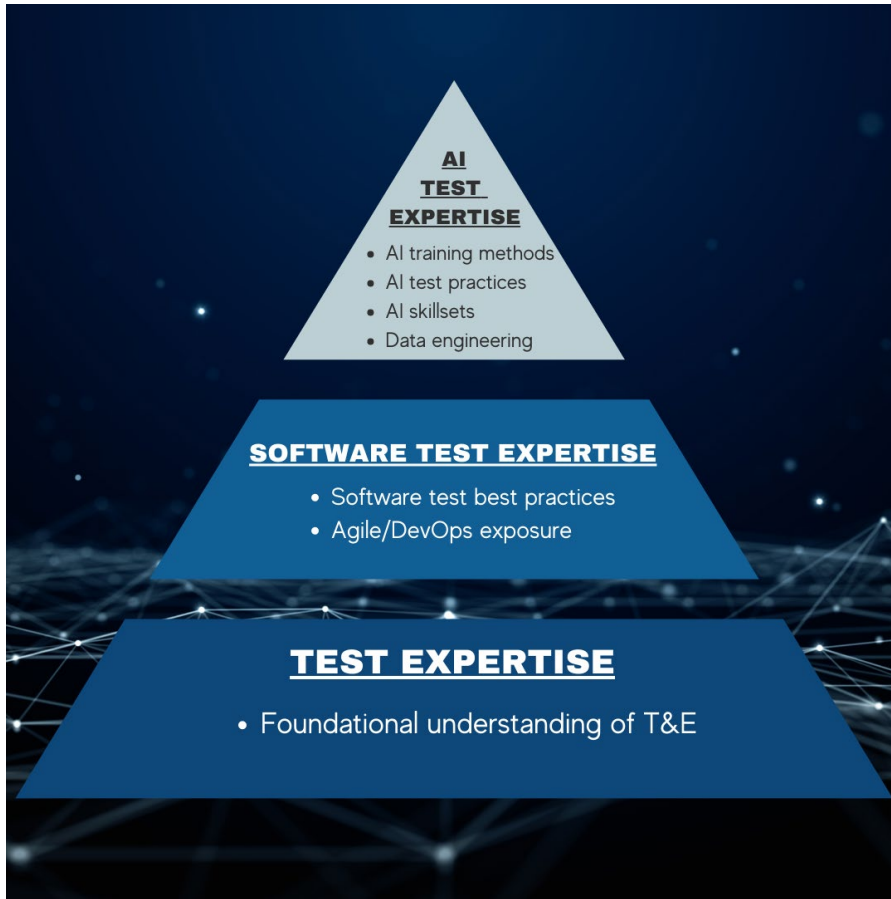 AI
TEST
EXPERTISE
• AI training methods
• AI test practices
• AI skillsets
• Data engineering
SOFTWARE TEST EXPERTISE
• Software test best practices
• Agile/DevOps exposure
TEST EXPERTISE
• Foundational understanding of T&E